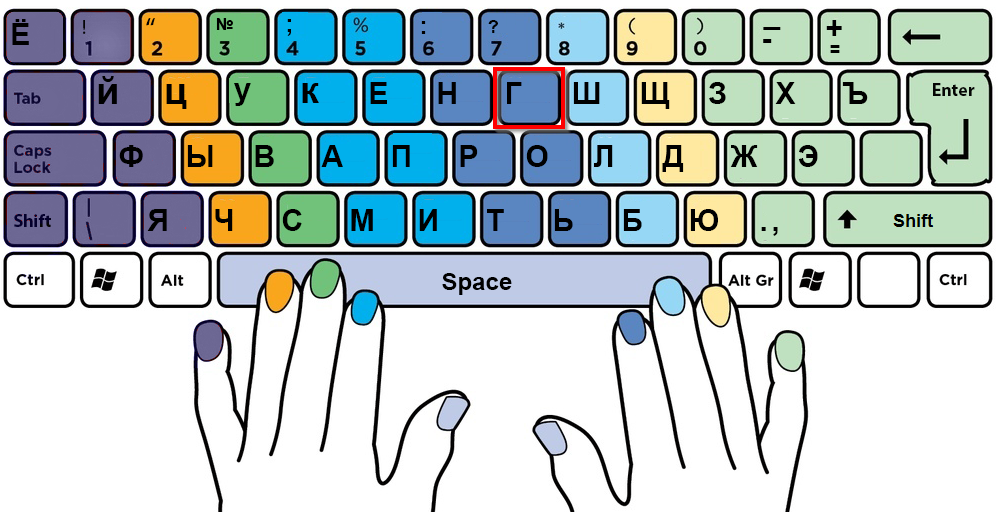 Ё ! 1 “ 2 № 3 ; 4 % 5 : 6 ? 7 * 8 ( 9 ) 0 — - + =
Tab Й Ц У К Е Н Г Ш Щ З Х Ъ Enter
Caps Lock Ф Ы В А П Р О Л Д Ж Э
Shift | \ Я Ч С М И Т Ь Б Ю . , Shift
Ctrl Alt Space Alt Gr Ctrl